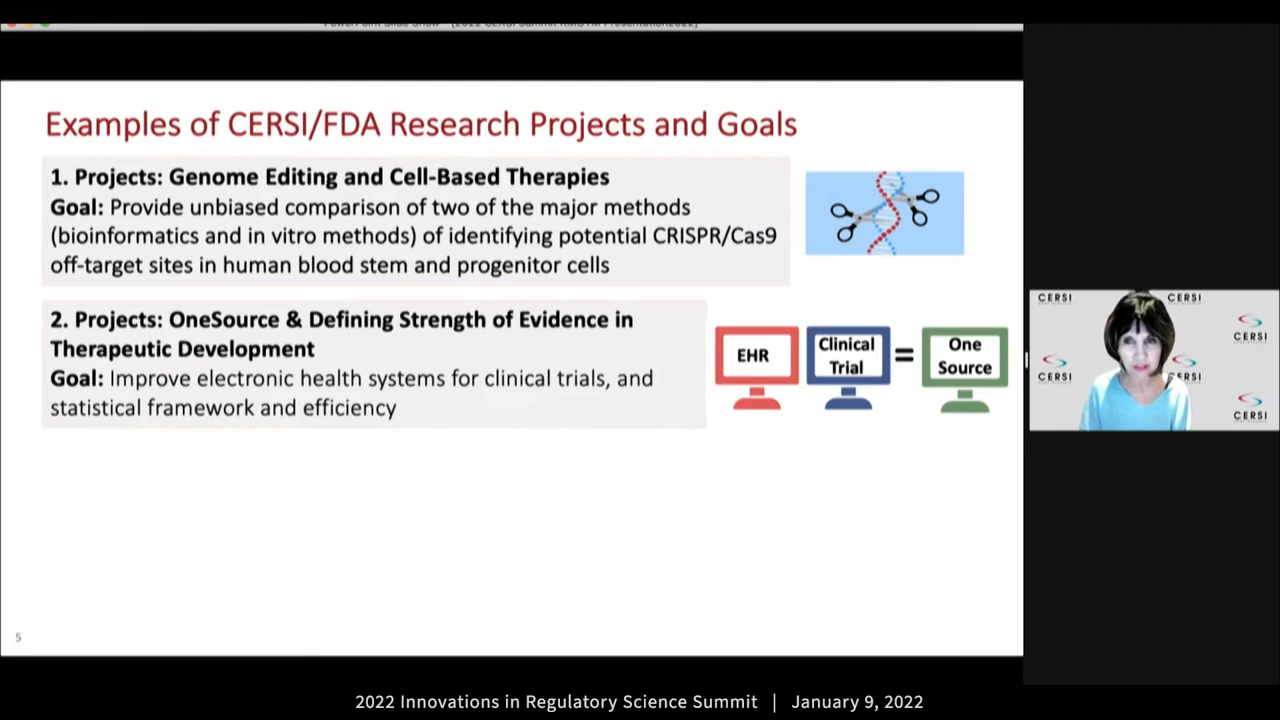 Examples of CERSI/FDA Research Projects and Goals
1. Projects: Genome Editing and Cell-Based Therapies
Goal: Provide unbiased comparison of two of the major methods
(bioinformatics and in vitro methods) of identifying potential CRISPR/Cas9
off-target sites in human blood stem and progenitor cells
2. Projects: OneSource & Defining Strength of Evidence in
Therapeutic Development
Goal: Improve electronic health systems for clinical trials, and
statistical framework and efficiency
EHR
Clinical
Trial
=
One
Source
CERSI
CERSI
CERSI
CERSI
CERSI
CERSI
5
2022 Innovations in Regulatory Science Summit | January 9, 2022